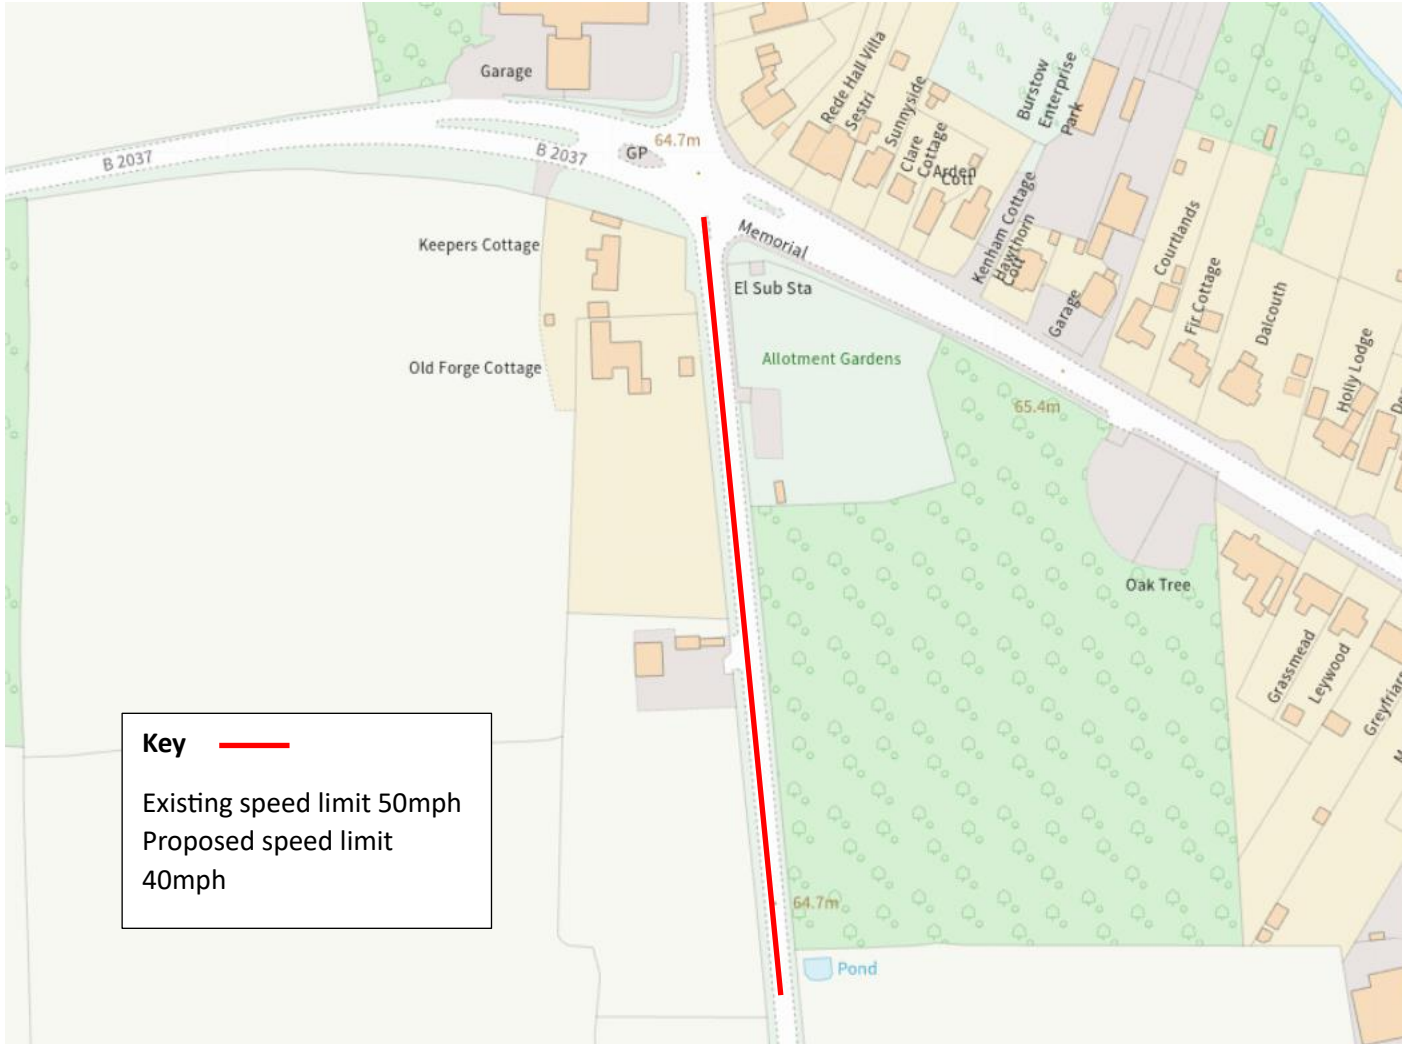 Garage
Rede Hall Villa
Sestri
Sunnyside
Clare
Cottage
Arden
Cott
Burstow
Enterprise
Park
B 2037
B 2037
GP
64.7m
Memorial
Keepers Cottage
El Sub Sta
Kenham Cottage
Hawthorn
Cott
Garage
Courtlands
Fir Cottage
Dalcouth
Holly Lodge
Old Forge Cottage
Allotment Gardens
65.4m
Oak Tree
Grassmead
Leywood
Greyfriars
Key
Existing speed limit 50mph
Proposed speed limit
40mph
64.7m
Pond